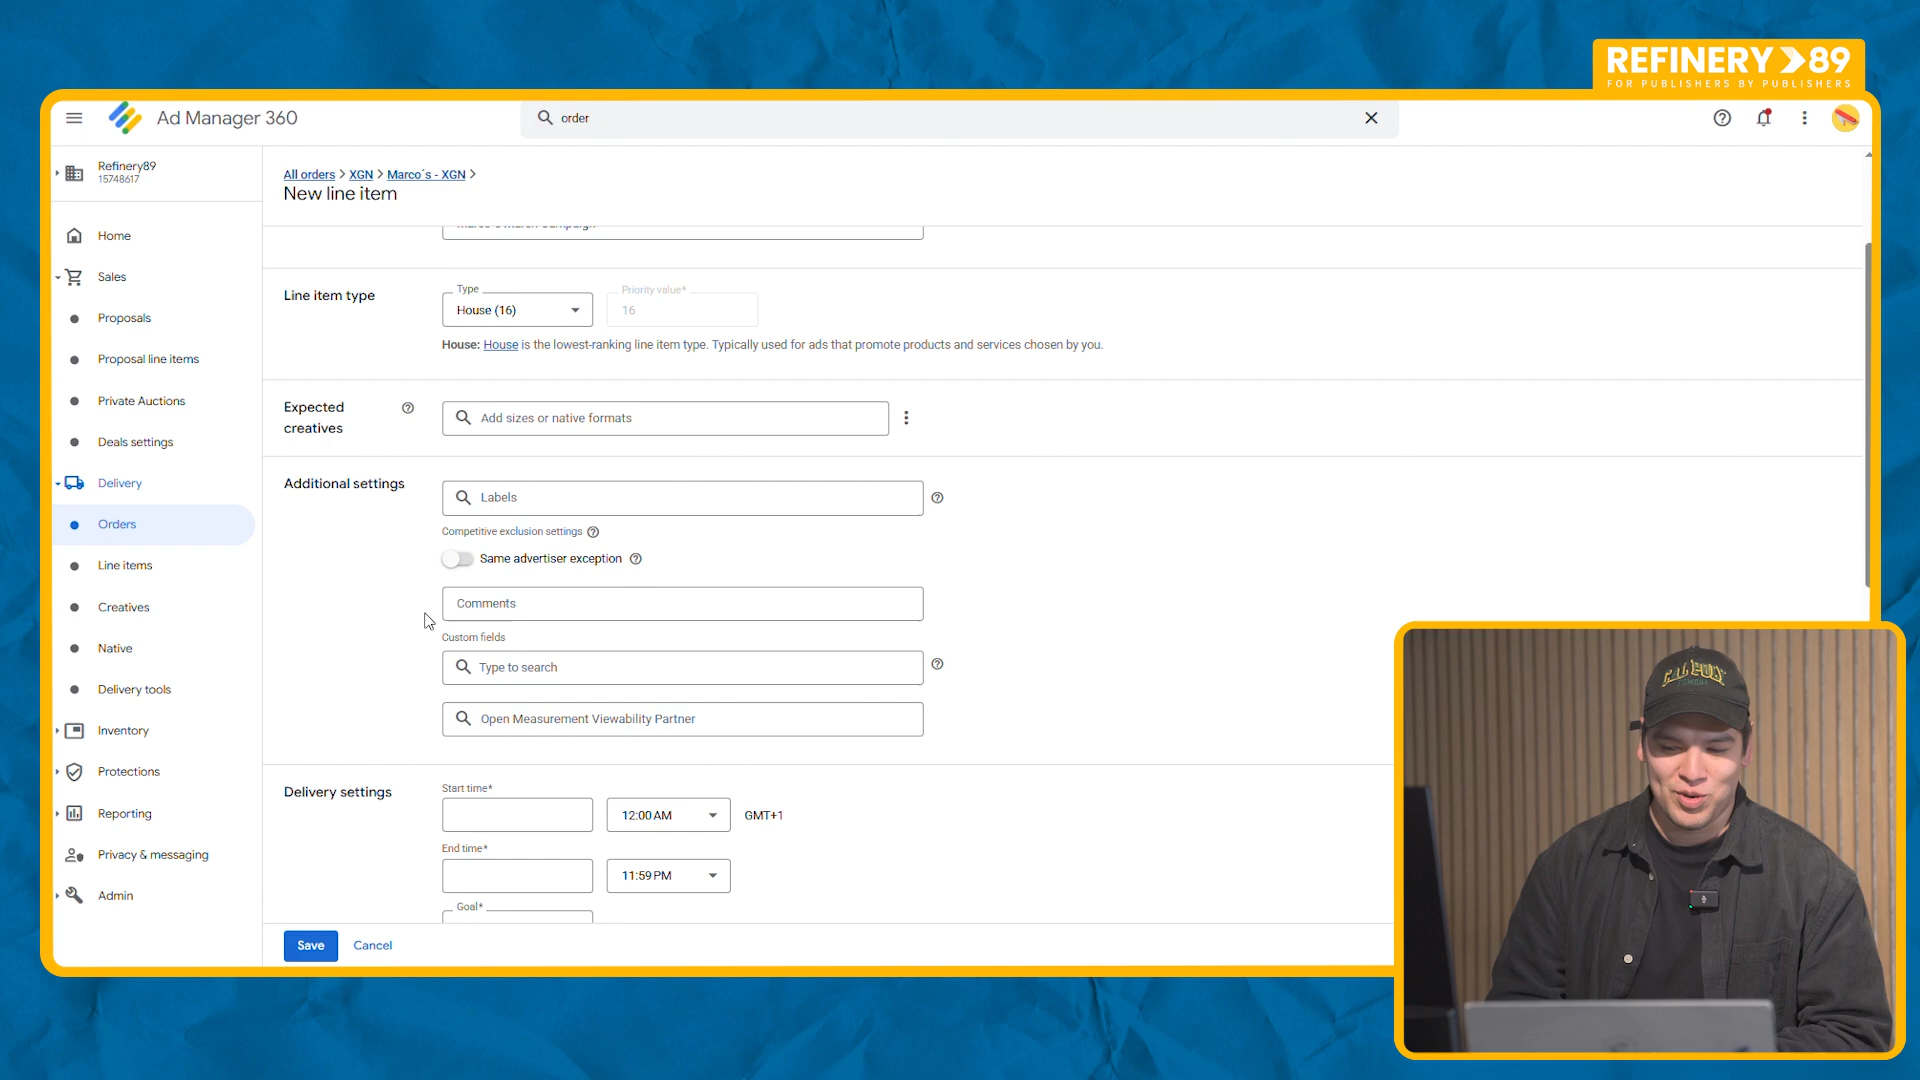 REFINERY 89
FOR PUBLISHERS BY PUBLISHERS
Ad Manager 360
order
Refinery89
15748617
Home
Sales
Proposals
Proposal line items
Private Auctions
Deals settings
Delivery
Orders
Line items
Creatives
Native
Delivery tools
Inventory
Protections
Reporting
Privacy & messaging
Admin
All orders > XGN > Marco´s - XGN >
New line item
Line item type
Type
House (16)
Priority value*
16
House: House is the lowest-ranking line item type. Typically used for ads that promote products and services chosen by you.
Expected creatives
Add sizes or native formats
Additional settings
Labels
Competitive exclusion settings
Same advertiser exception
Comments
Custom fields
Type to search
Open Measurement Viewability Partner
Delivery settings
Start time*
12:00 AM
GMT+1
End time*
11:59 PM
Goal*
Save
Cancel
CAL POLY